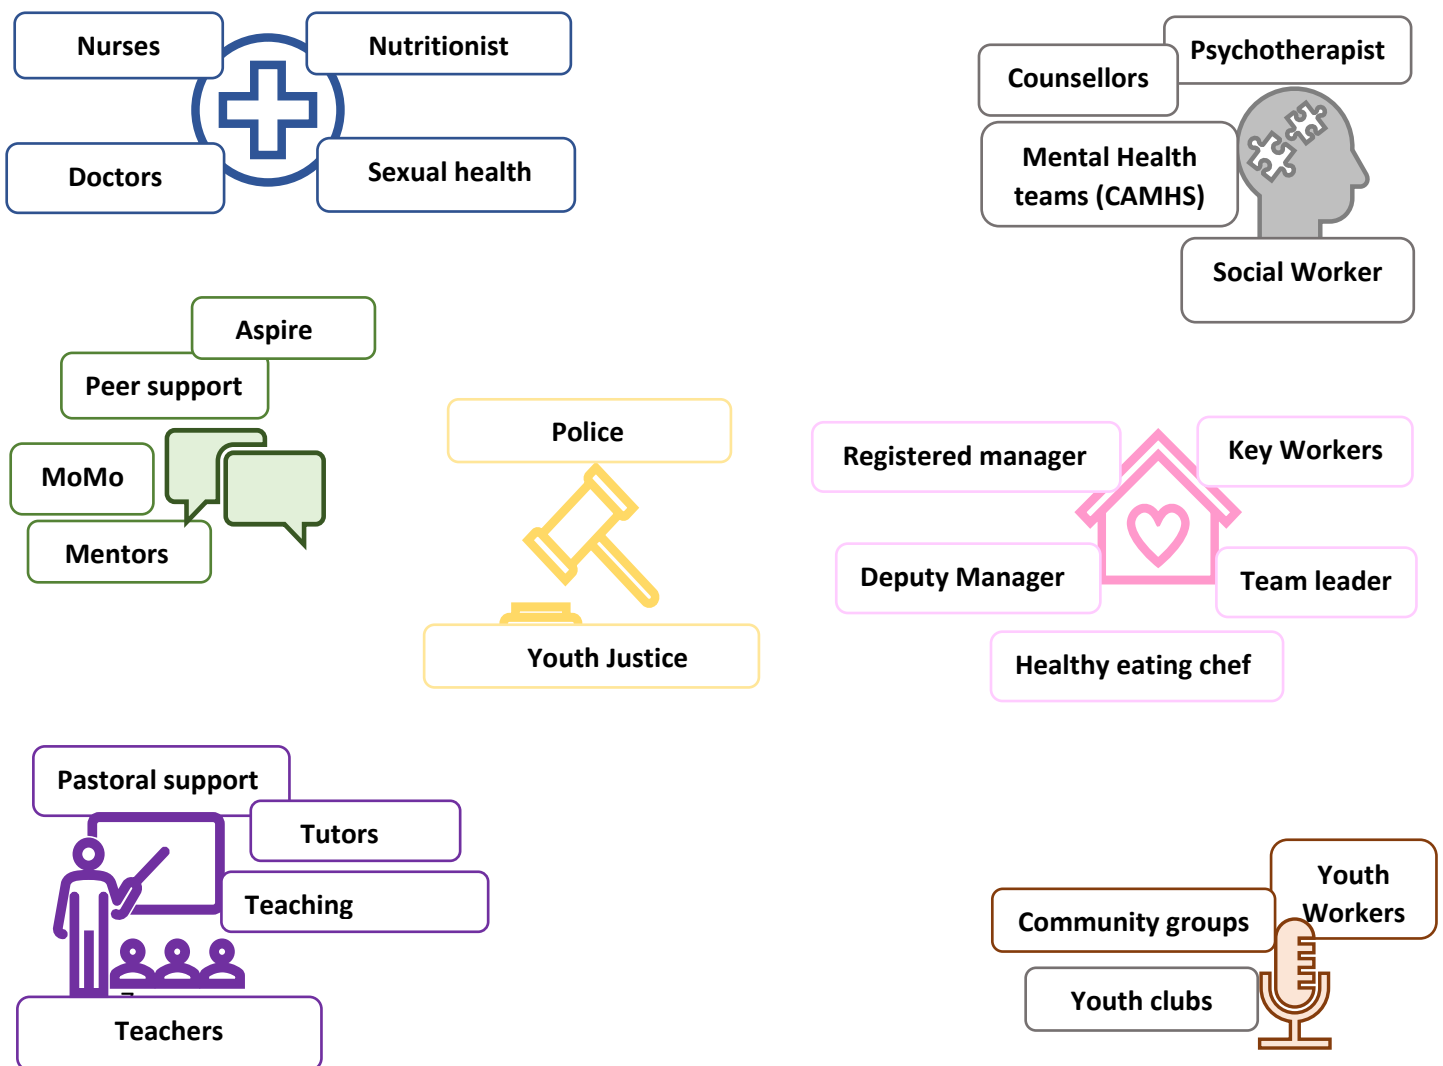 Nurses
Nutritionist
Doctors
Sexual health
Psychotherapist
Counsellors
Mental Health
teams (CAMHS)
Social Worker
Aspire
Peer support
MoMo
Mentors
Police
Youth Justice
Registered manager
Key Workers
Deputy Manager
Team leader
Healthy eating chef
Pastoral support
Tutors
Teaching
Teachers
Youth
Workers
Community groups
Youth clubs